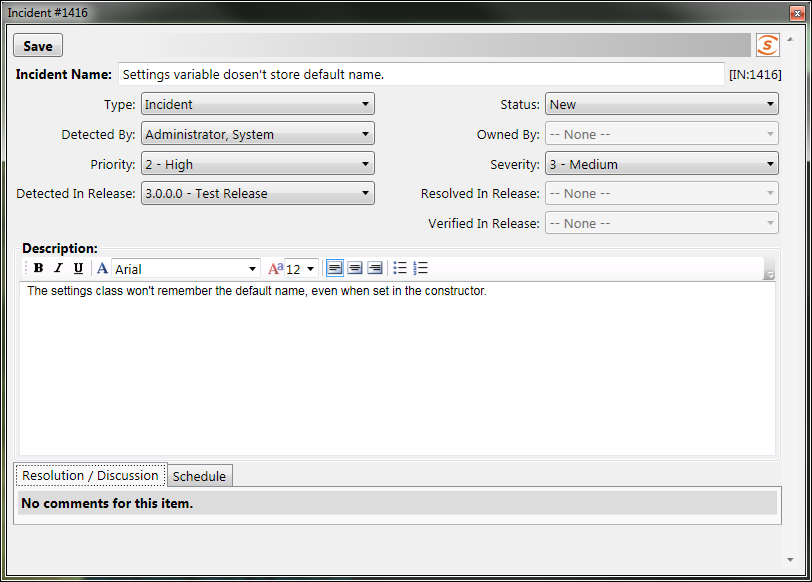 Incident #1416
Save
Incident Name: Settings variable dosen't store default name. [IN:1416]
Type: Incident Status: New
Detected By: Administrator, System Owned By: -- None --
Priority: 2 - High Severity: 3 - Medium
Detected In Release: 3.0.0.0 - Test Release Resolved In Release: -- None --
Verified In Release: -- None --
Description:
B I U A Arial Aa 12
The settings class won't remember the default name, even when set in the constructor.
Resolution / Discussion Schedule
No comments for this item.